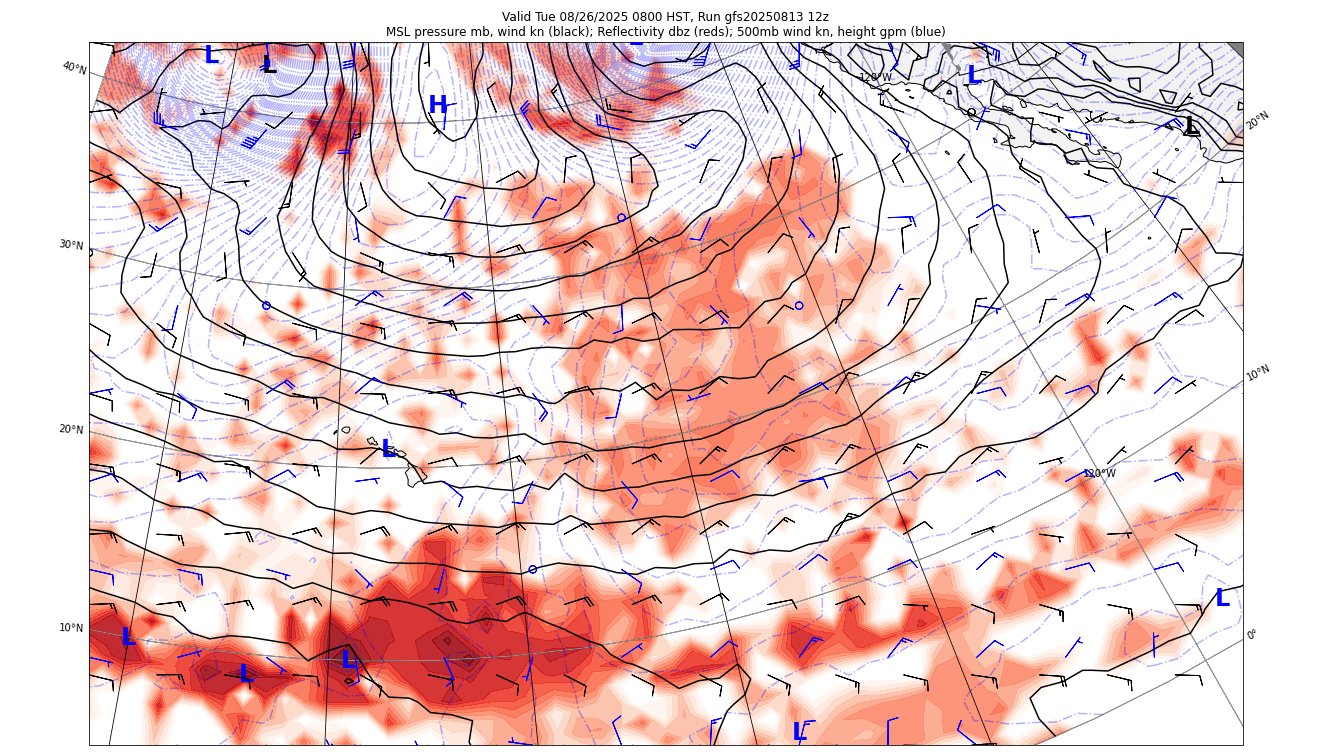 Valid Tue 08/26/2025 0800 HST, Run gfs20250813 12z
MSL pressure mb, wind kn (black); Reflectivity dbz (reds); 500mb wind kn, height gpm (blue)
L
L
L
L
120°W
40°N
H
20°N
L
30°N
10°N
20°N
L
120°W
10°N
L
L
0°
L
L
L